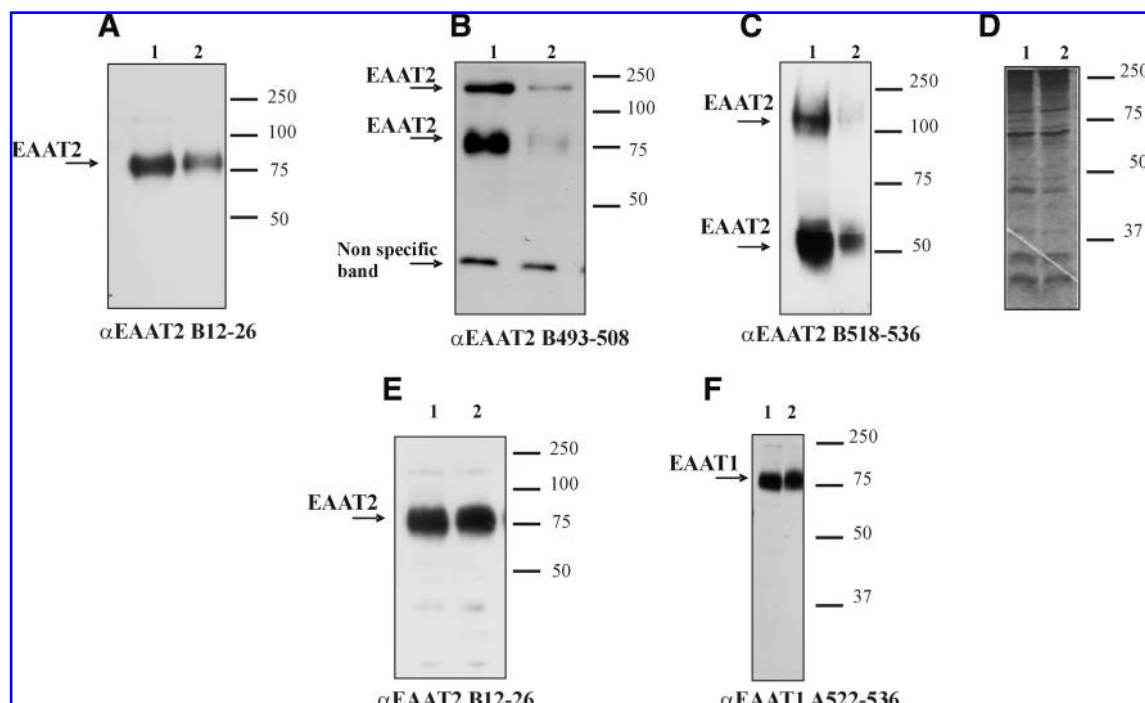 A
1 2
EAAT2
250
100
75
50
αEAAT2 B12-26
B
1 2
EAAT2
EAAT2
Non specific
band
250
100
75
50
αEAAT2 B493-508
C
1 2
EAAT2
EAAT2
250
100
75
50
αEAAT2 B518-536
D
1 2
250
75
50
37
E
1 2
EAAT2
250
100
75
50
αEAAT2 B12-26
F
1 2
EAAT1
250
75
50
37
αEAAT1 A522-536